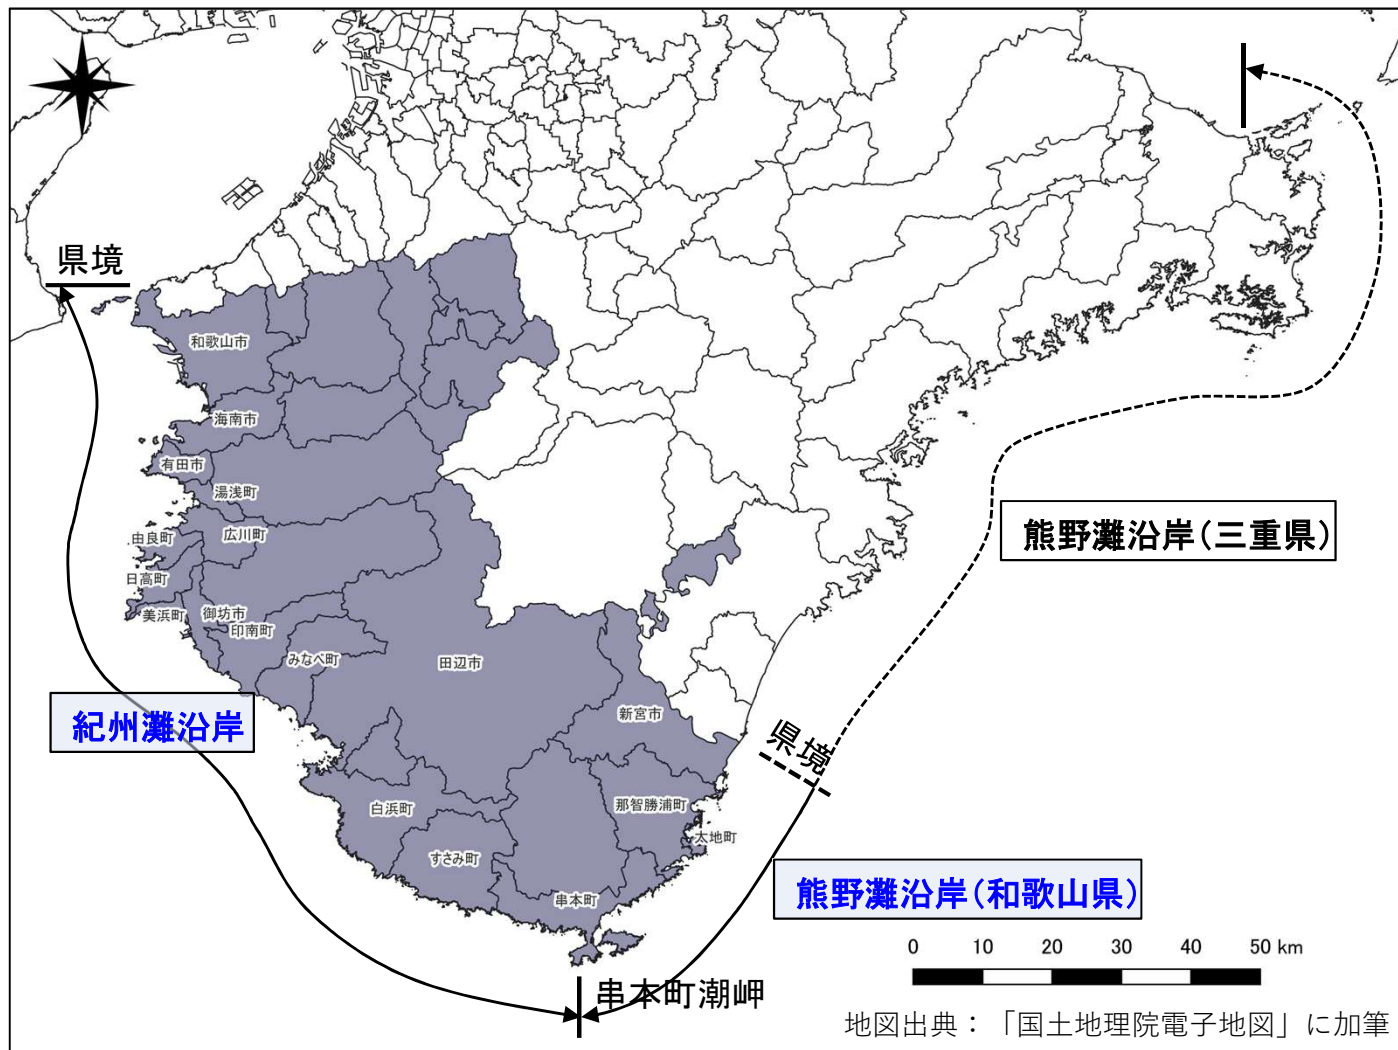 県境
和歌山市
海南市
有田市
湯浅町
広川町
由良町
日高町
美浜町
御坊市
印南町
みなべ町
田辺市
新宮市
白浜町
すさみ町
串本町
那智勝浦町
太地町
県境
熊野灘沿岸(三重県)
紀州灘沿岸
熊野灘沿岸(和歌山県)
串本町潮岬
0 10 20 30 40 50 km
地図出典：「国土地理院電子地図」に加筆